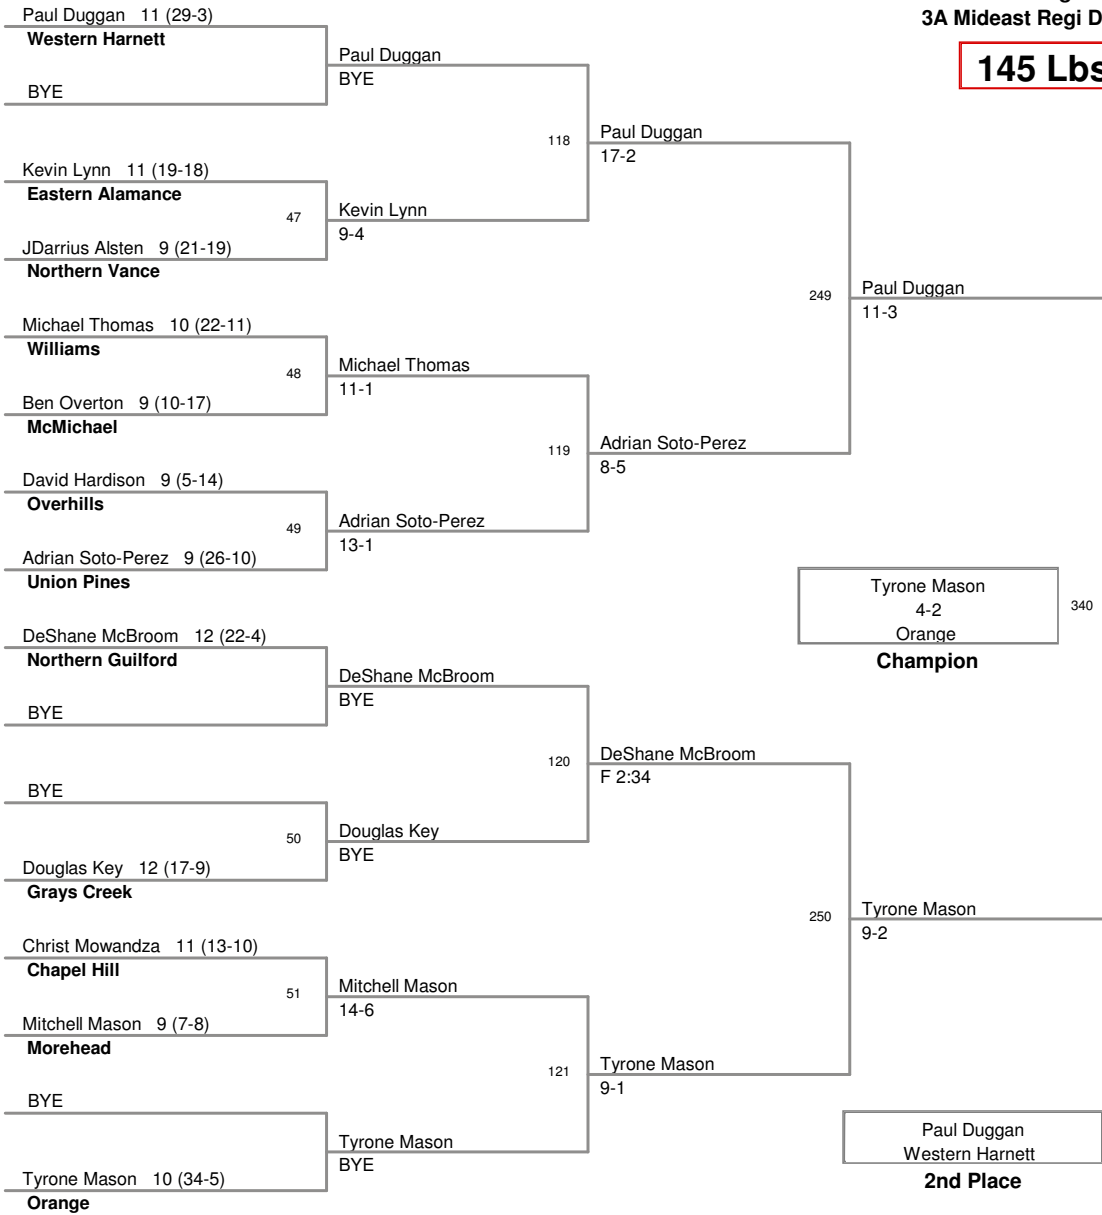 3A Mideast Regi D
145 Lbs
Paul Duggan 11 (29-3)
Western Harnett
BYE
Kevin Lynn 11 (19-18)
Eastern Alamance
47
JDarrius Alsten 9 (21-19)
Northern Vance
Michael Thomas 10 (22-11)
Williams
48
Ben Overton 9 (10-17)
McMichael
David Hardison 9 (5-14)
Overhills
49
Adrian Soto-Perez 9 (26-10)
Union Pines
DeShane McBroom 12 (22-4)
Northern Guilford
BYE
BYE
50
Douglas Key 12 (17-9)
Grays Creek
Christ Mowandza 11 (13-10)
Chapel Hill
51
Mitchell Mason 9 (7-8)
Morehead
BYE
Tyrone Mason 10 (34-5)
Orange
Paul Duggan
BYE
118
Kevin Lynn
9-4
Michael Thomas
11-1
119
Adrian Soto-Perez
13-1
DeShane McBroom
BYE
120
Douglas Key
BYE
Mitchell Mason
14-6
121
Tyrone Mason
BYE
Paul Duggan
17-2
249
Adrian Soto-Perez
8-5
DeShane McBroom
F 2:34
250
Tyrone Mason
9-1
Paul Duggan
11-3
Tyrone Mason
9-2
Tyrone Mason
4-2
Orange
340
Champion
Paul Duggan
Western Harnett
2nd Place